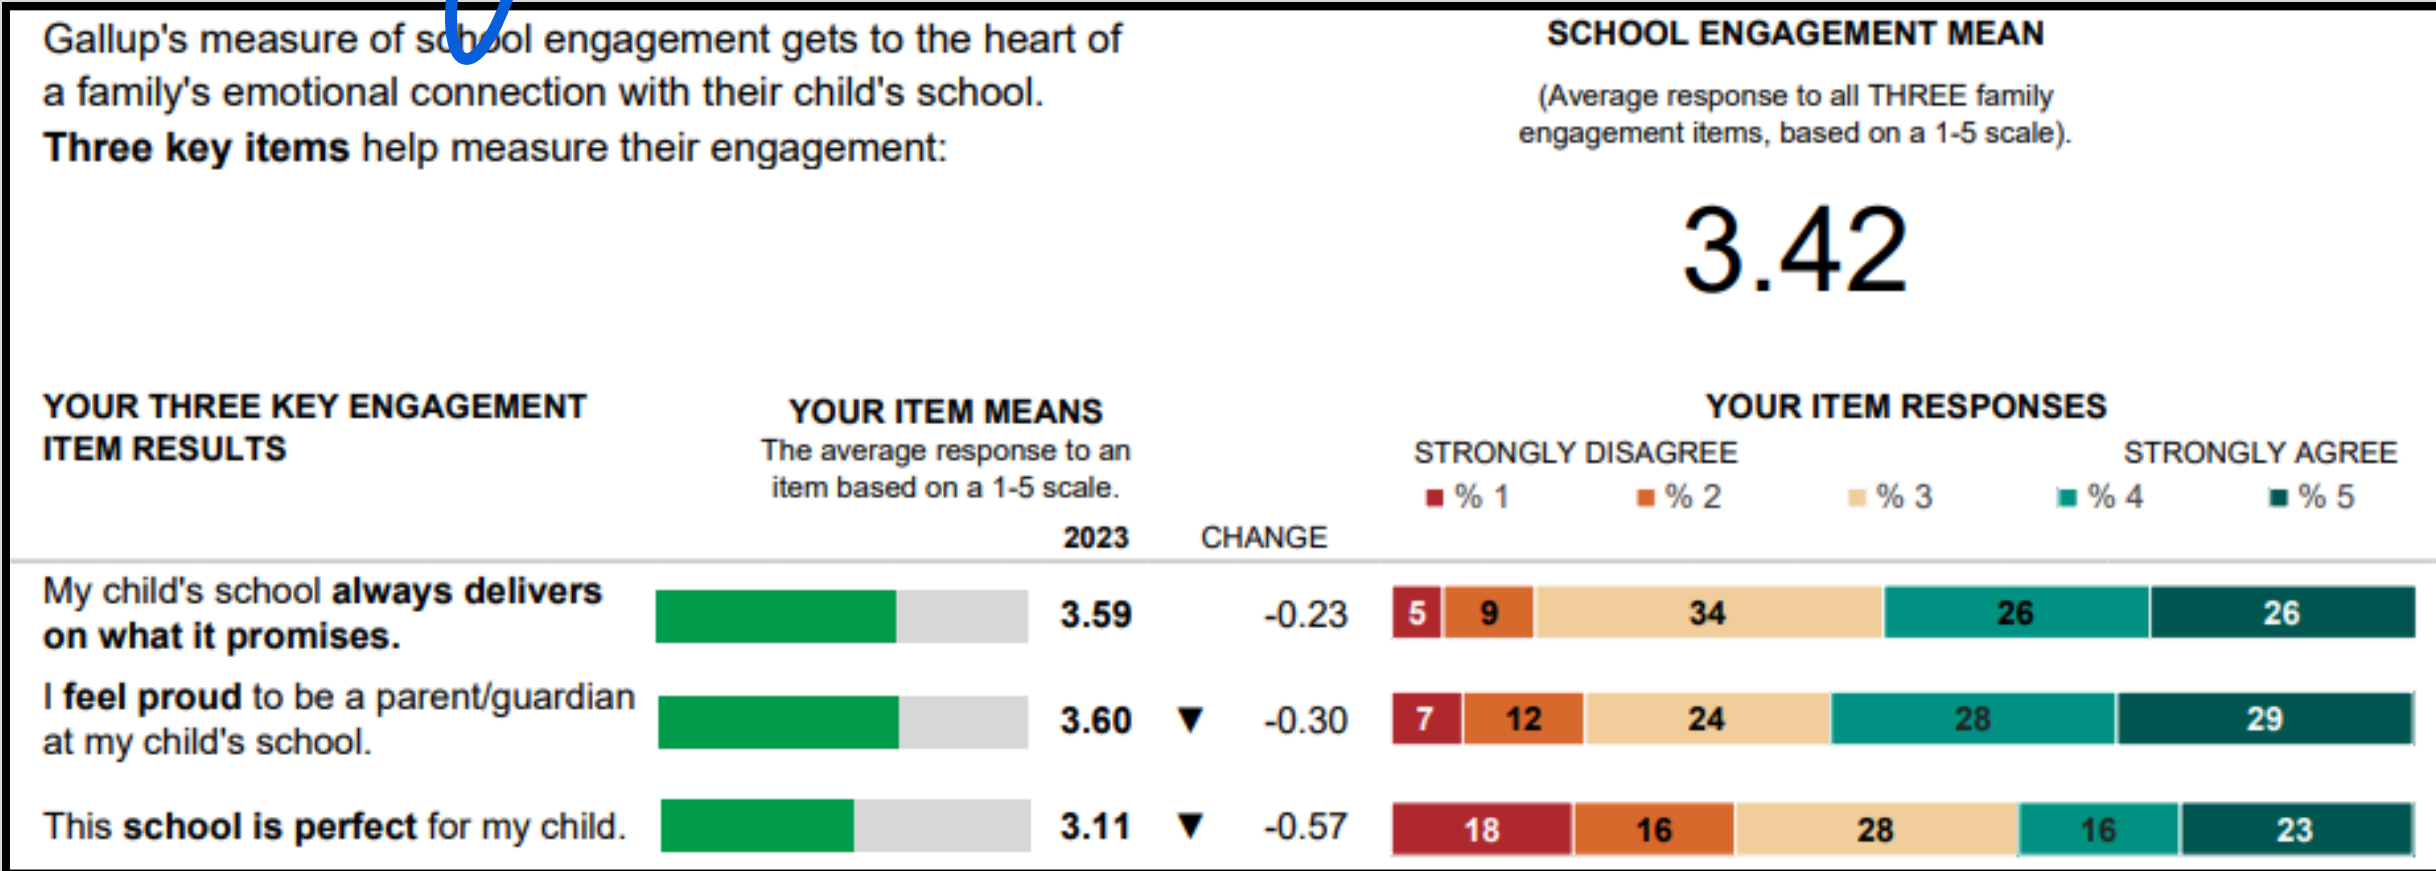 Gallup's measure of school engagement gets to the heart of
a family's emotional connection with their child's school.
Three key items help measure their engagement:
SCHOOL ENGAGEMENT MEAN
(Average response to all THREE family
engagement items, based on a 1-5 scale).
3.42
YOUR THREE KEY ENGAGEMENT
ITEM RESULTS
YOUR ITEM MEANS
The average response to an
item based on a 1-5 scale.
2023 CHANGE
YOUR ITEM RESPONSES
STRONGLY DISAGREE STRONGLY AGREE
% 1 % 2 % 3 % 4 % 5
My child's school always delivers
on what it promises.
3.59 -0.23 5 9 34 26 26
I feel proud to be a parent/guardian
at my child's school.
3.60 ▼ -0.30 7 12 24 28 29
This school is perfect for my child.
3.11 ▼ -0.57 18 16 28 16 23